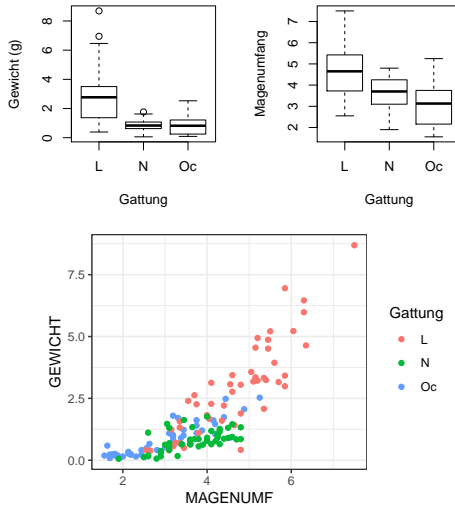 Gewicht (g)
0 2 4 6 8
L N Oc
Gattung
Magenumfang
2 3 4 5 6 7
L N Oc
Gattung
GEWICHT
7.5
5.0
2.5
0.0
2 4 6
MAGENUMF
Gattung
L
N
Oc